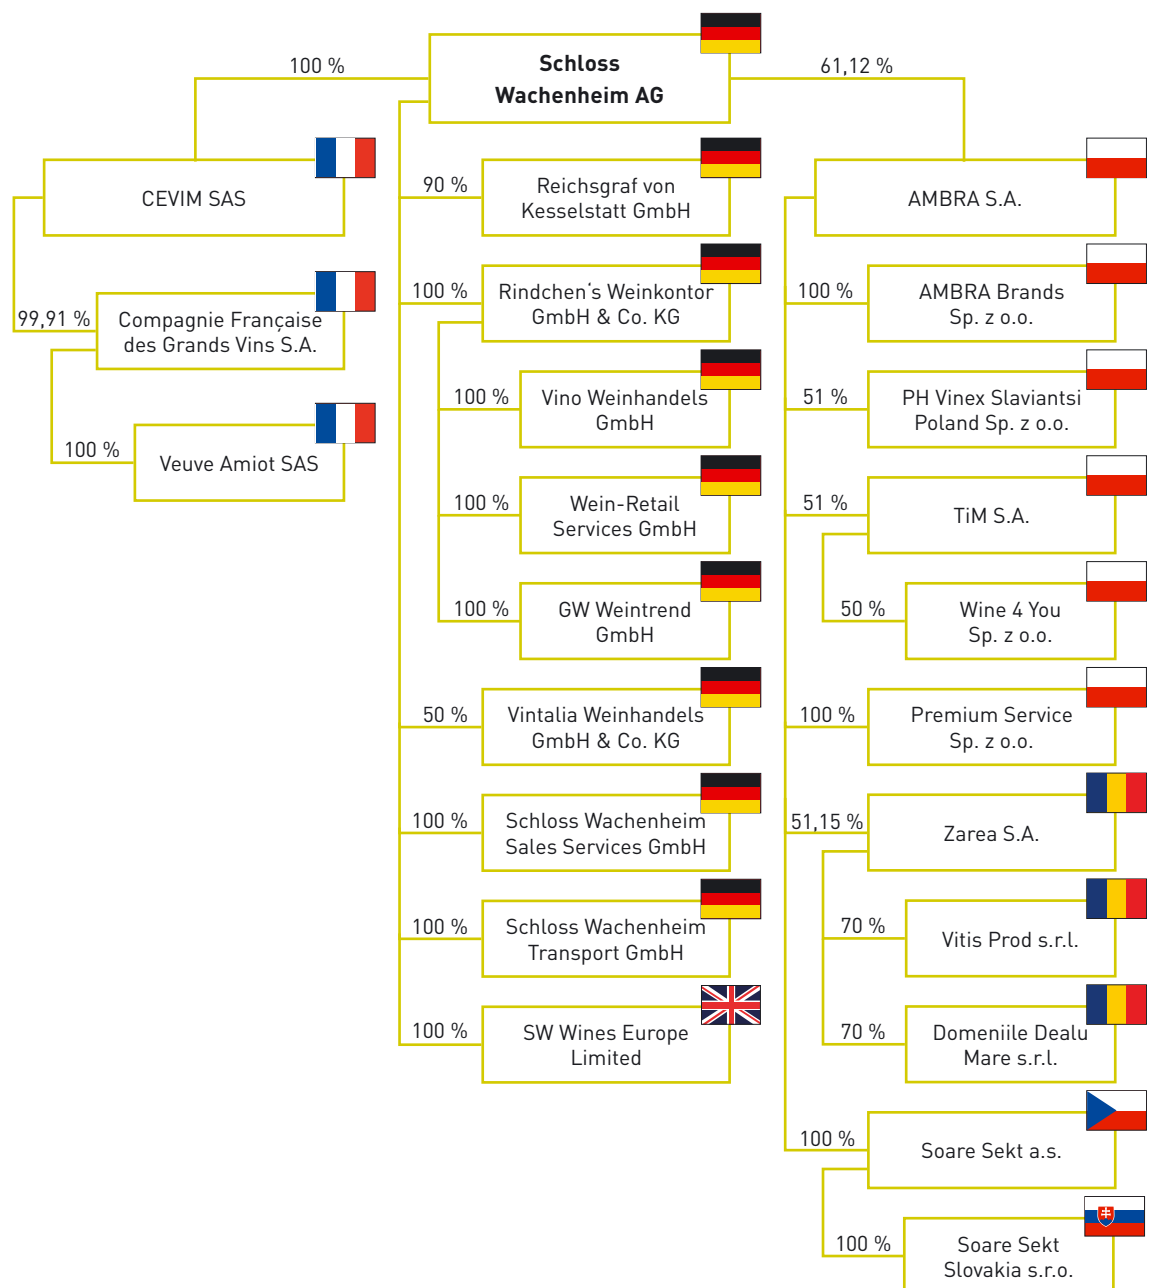 Schloss
Wachenheim AG
100 %
61,12 %
CEVIM SAS
99,91 %
Compagnie Française
des Grands Vins S.A.
100 %
Veuve Amiot SAS
90 %
Reichsgraf von
Kesselstatt GmbH
100 %
Rindchen‘s Weinkontor
GmbH & Co. KG
100 %
Vino Weinhandels
GmbH
100 %
Wein-Retail
Services GmbH
100 %
GW Weintrend
GmbH
50 %
Vintalia Weinhandels
GmbH & Co. KG
100 %
Schloss Wachenheim
Sales Services GmbH
100 %
Schloss Wachenheim
Transport GmbH
100 %
SW Wines Europe
Limited
AMBRA S.A.
100 %
AMBRA Brands
Sp. z o.o.
51 %
PH Vinex Slaviantsi
Poland Sp. z o.o.
51 %
TiM S.A.
50 %
Wine 4 You
Sp. z o.o.
100 %
Premium Service
Sp. z o.o.
51,15 %
Zarea S.A.
70 %
Vitis Prod s.r.l.
70 %
Domeniile Dealu
Mare s.r.l.
100 %
Soare Sekt a.s.
100 %
Soare Sekt
Slovakia s.r.o.